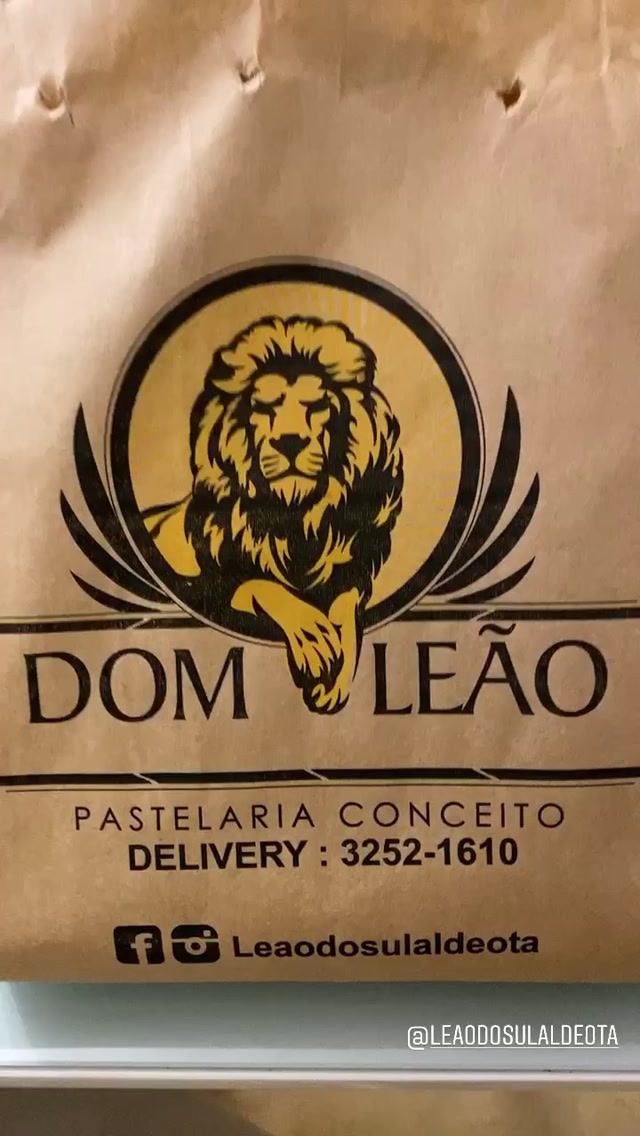 DOM LEÃO
PASTELARIA CONCEITO
DELIVERY : 3252-1610
Leaodosulaldeota
@LEAODOSULALDEOTA